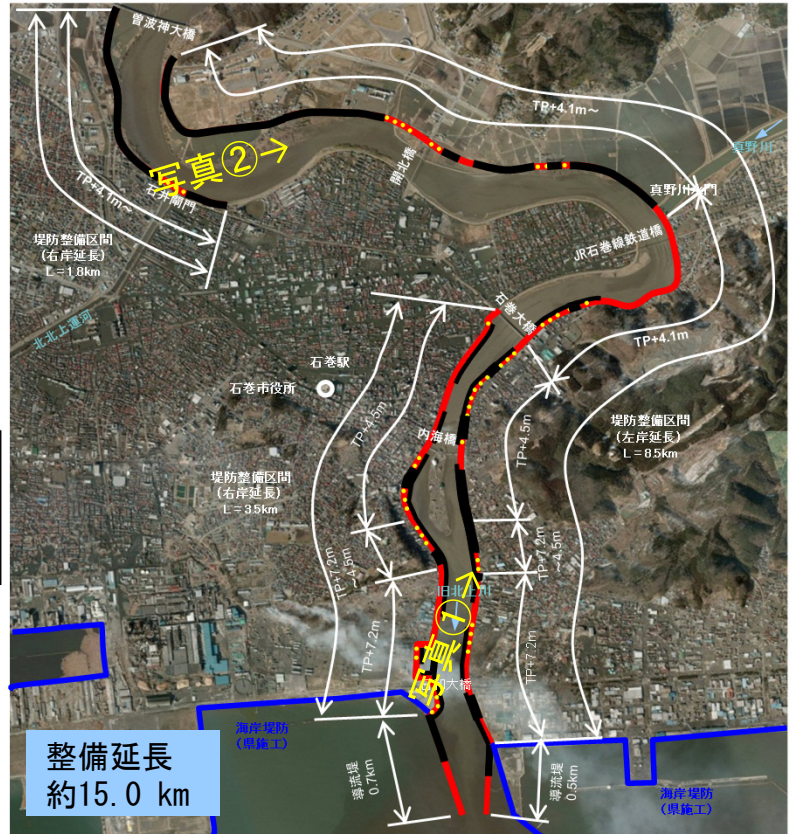 曽波神大橋
TP+4.1m~
真野川
写真②→
開北橋
真野川水門
石井閘門
TP+4.1m~
JR石巻線鉄道橋
堤防整備区間
(右岸延長)
L=1.8km
北北上運河
石巻大橋
TP+4.1m
石巻駅
石巻市役所
TP+4.5m
TP+4.5m
堤防整備区間
(左岸延長)
L=8.5km
内海橋
堤防整備区間
(右岸延長)
L=3.5km
TP+7.2m
~4.5m
TP+7.2m
~4.5m
旧北上川
写真①→
TP+7.2m
TP+7.2m
大橋
海岸堤防
(県施工)
整備延長
約15.0 km
導流堤
0.7km
導流堤
0.5km
海岸堤防
(県施工)